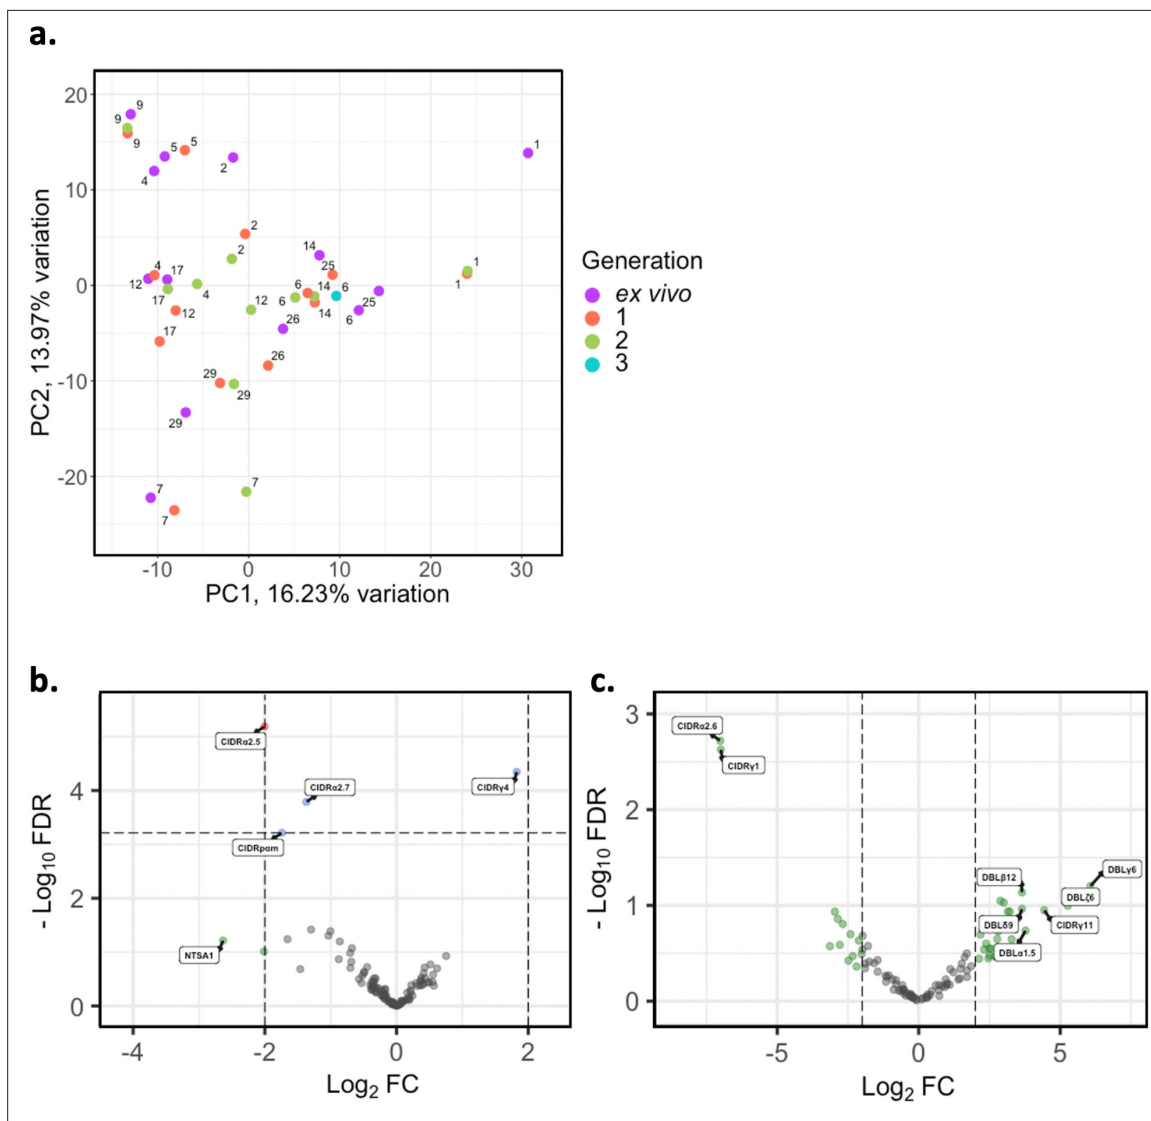 a.
20
10
0
-10
-20
PC2, 13.97% variation
9
9
9
5
5
4
2
1
2
2
14
25
4
17
12
17
4
12
17
12
6
14
6
6
14
25
6
1
1
26
26
29
29
29
7
7
7
-10
0
10
20
30
PC1, 16.23% variation
Generation
ex vivo
1
2
3
b.
- Log10 FDR
4
2
0
CIDRα2.5
CIDRα2.7
CIDRγ4
CIDRpam
NTSA1
-4
-2
0
2
Log2 FC
c.
- Log10 FDR
3
2
1
0
CIDRα2.6
CIDRγ1
DBLβ12
DBLγ6
DBLζ6
DBLδ9
CIDRγ11
DBLα1.5
-5
0
5
Log2 FC